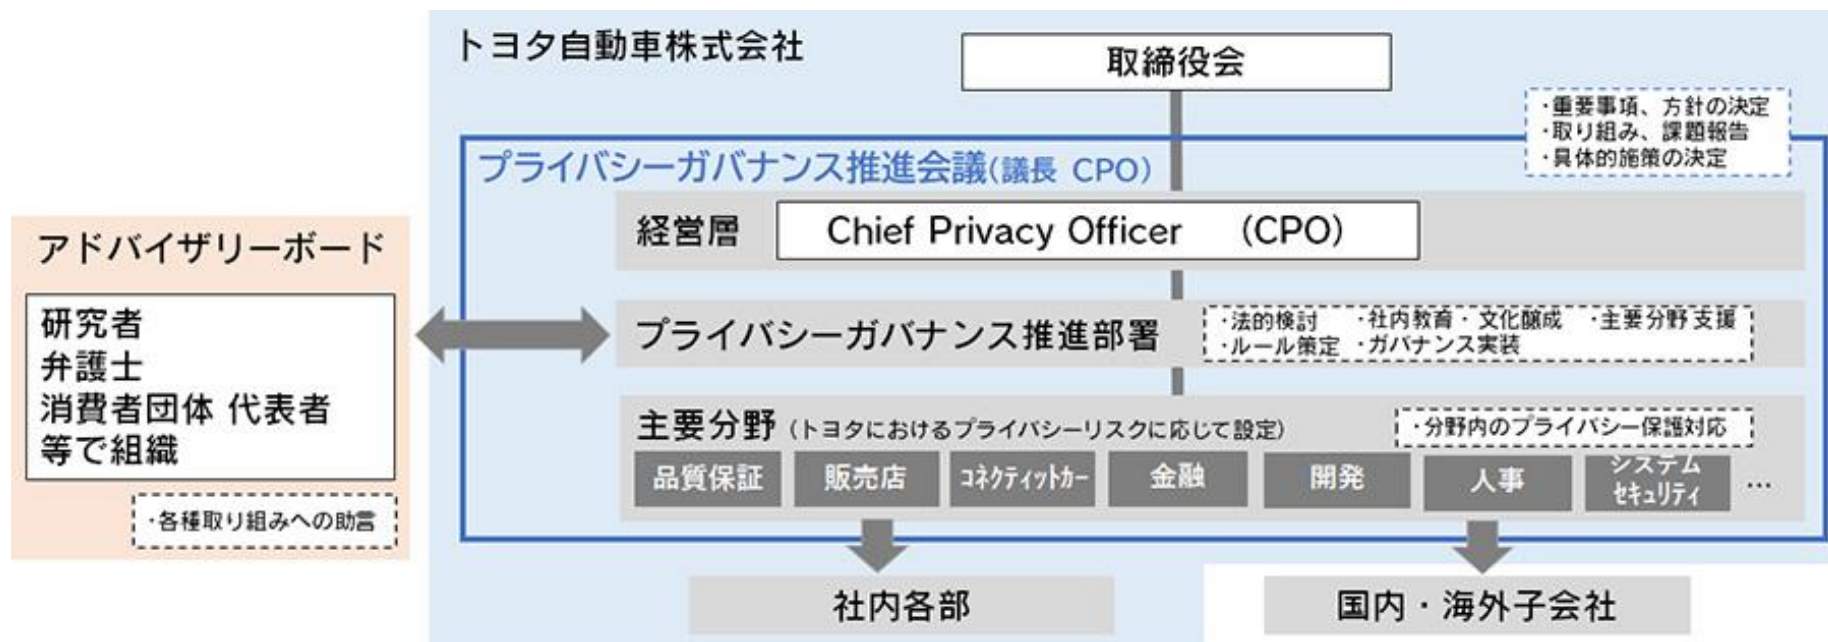 トヨタ自動車株式会社
取締役会
・重要事項、方針の決定
・取り組み、課題報告
・具体的施策の決定
プライバシーガバナンス推進会議(議長 CPO)
経営層
Chief Privacy Officer （CPO）
アドバイザリーボード
研究者
弁護士
消費者団体 代表者
等で組織
・各種取り組みへの助言
プライバシーガバナンス推進部署
・法的検討 ・社内教育・文化醸成 ・主要分野支援
・ルール策定 ・ガバナンス実装
主要分野（トヨタにおけるプライバシーリスクに応じて設定）
・分野内のプライバシー保護対応
品質保証
販売店
ｺﾈｸﾃｨｯﾄｶｰ
金融
開発
人事
システム
ｾｷｭﾘﾃｨ
…
社内各部
国内・海外子会社